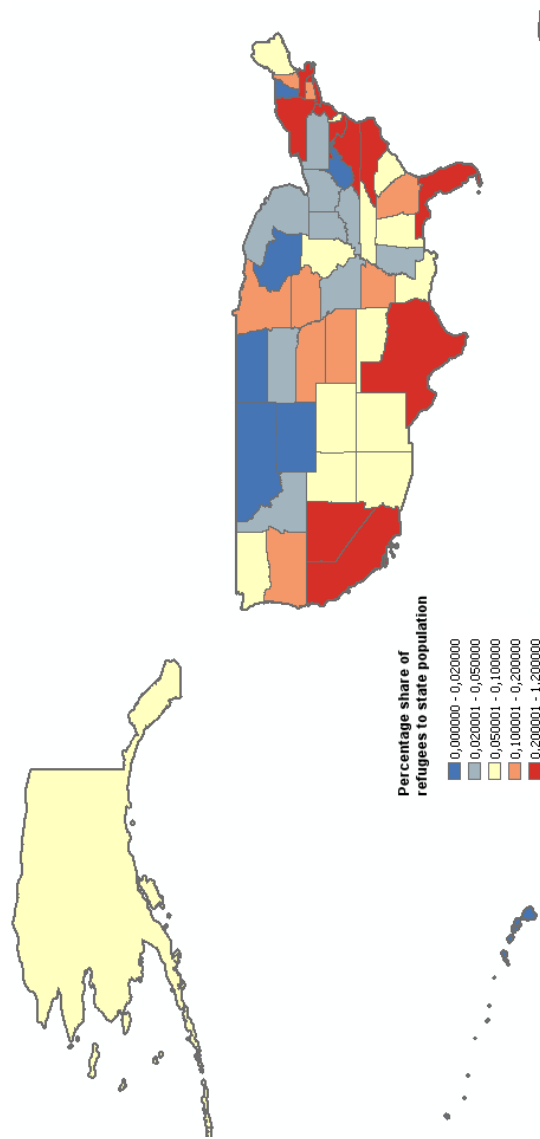 Percentage share of
refugees to state population
0,000000 - 0,020000
0,020001 - 0,050000
0,050001 - 0,100000
0,100001 - 0,200000
0,200001 - 1,200000